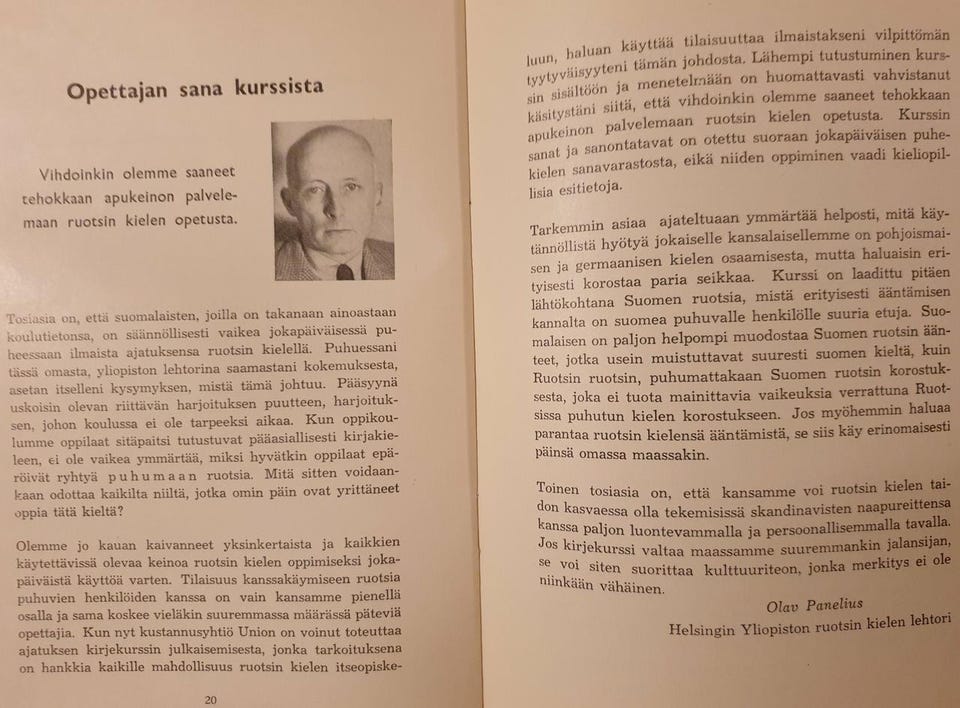 Opettajan sana kurssista
Vihdoinkin olemme saaneet
tehokkaan apukeinon palvele-
maan ruotsin kielen opetusta.
Tosiasia on, että suomalaisten, joilla on takanaan ainoastaan
koulutietonsa, on säännöllisesti vaikea jokapäiväisessä pu-
heessaan ilmaista ajatuksensa ruotsin kielellä. Puhuessani
tässä omasta, yliopiston lehtorina saamastani kokemuksesta,
asetan itselleni kysymyksen, mistä tämä johtuu. Pääsyynä
uskoisin olevan riittävän harjoituksen puutteen, harjoituk-
sen, johon koulussa ei ole tarpeeksi aikaa. Kun oppikou-
lumme oppilaat sitäpaitsi tutustuvat pääasiallisesti kirjakie-
leen, ei ole vaikea ymmärtää, miksi hyvätkin oppilaat epä-
röivät ryhtyä puhumaan ruotsia. Mitä sitten voidaan-
kaan odottaa kaikilta niiltä, jotka omin päin ovat yrittäneet
oppia tätä kieltä?
Olemme jo kauan kaivanneet yksinkertaista ja kaikkien
käytettävissä olevaa keinoa ruotsin kielen oppimiseksi joka-
päiväistä käyttöä varten. Tilaisuus kanssakäymiseen ruotsia
puhuvien henkilöiden kanssa on vain kansamme pienellä
osalla ja sama koskee vieläkin suuremmassa määrässä päteviä
opettajia. Kun nyt kustannusyhtiö Union on voinut toteuttaa
ajatuksen kirjekurssin julkaisemisesta, jonka tarkoituksena
on hankkia kaikille mahdollisuus ruotsin kielen itseopiske-
20
luun, haluan käyttää tilaisuutta ilmaistakseni vilpittömän
tyytyväisyyteni tämän johdosta. Lähempi tutustuminen kurs-
sin sisältöön ja menetelmään on huomattavasti vahvistanut
käsitystäni siitä, että vihdoinkin olemme saaneet tehokkaan
apukeinon palvelemaan ruotsin kielen opetusta. Kurssin
sanat ja sanontatavat on otettu suoraan jokapäiväisen puhe-
kielen sanavarastosta, eikä niiden oppiminen vaadi kieliopil-
lisia esitietoja.
Tarkemmin asiaa ajateltuaan ymmärtää helposti, mitä käy-
tännöllistä hyötyä jokaiselle kansalaisellemme on pohjoismai-
sen ja germaanisen kielen osaamisesta, mutta haluaisin eri-
tyisesti korostaa paria seikkaa. Kurssi on laadittu pitäen
lähtökohtana Suomen ruotsia, mistä erityisesti ääntämisen
kannalta on suomea puhuvalle henkilölle suuria etuja. Suo-
malaisen on paljon helpompi muodostaa Suomen ruotsin ään-
teet, jotka usein muistuttavat suuresti suomen kieltä, kuin
Ruotsin ruotsin, puhumattakaan Suomen ruotsin korostuk-
sesta, joka ei tuota mainittavia vaikeuksia verrattuna Ruot-
sissa puhutun kielen korostukseen. Jos myöhemmin haluaa
parantaa ruotsin kielensä ääntämistä, se siis käy erinomaisesti
päinsä omassa maassakin.
Toinen tosiasia on, että kansamme voi ruotsin kielen tai-
don kasvaessa olla tekemisissä skandinavisten naapureittensa
kanssa paljon luontevammalla ja persoonallisemmalla tavalla.
Jos kirjekurssi valtaa maassamme suuremmankin jalansijan,
se voi siten suorittaa kulttuuriteon, jonka merkitys ei ole
niinkään vähäinen.
Olav Panelius
Helsingin Yliopiston ruotsin kielen lehtori